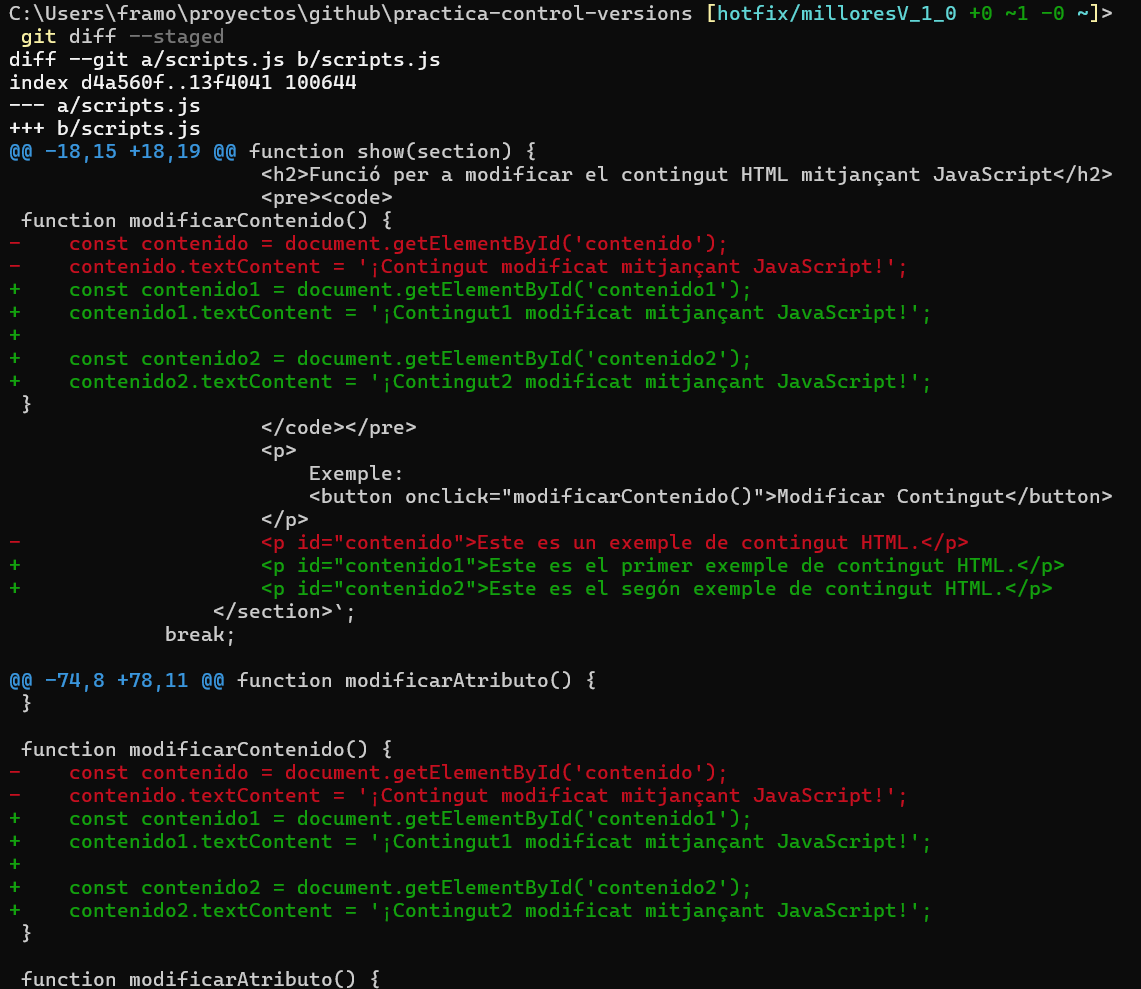 C:\Users\framo\proyectos\github\practica-control-versions [hotfix/milloresV_1_0 +0 ~1 -0 ~]>
 git diff --staged
diff --git a/scripts.js b/scripts.js
index d4a560f..13f4041 100644
--- a/scripts.js
+++ b/scripts.js
@@ -18,15 +18,19 @@ function show(section) {
                     <h2>Funció per a modificar el contingut HTML mitjançant JavaScript</h2>
                     <pre><code>
 function modificarContenido() {
-    const contenido = document.getElementById('contenido');
-    contenido.textContent = '¡Contingut modificat mitjançant JavaScript!';
+    const contenido1 = document.getElementById('contenido1');
+    contenido1.textContent = '¡Contingut1 modificat mitjançant JavaScript!';
+
+    const contenido2 = document.getElementById('contenido2');
+    contenido2.textContent = '¡Contingut2 modificat mitjançant JavaScript!';
 }
                     </code></pre>
                     <p>
                         Exemple:
                         <button onclick="modificarContenido()">Modificar Contingut</button>
                     </p>
-                    <p id="contenido">Este es un exemple de contingut HTML.</p>
+                    <p id="contenido1">Este es el primer exemple de contingut HTML.</p>
+                    <p id="contenido2">Este es el segón exemple de contingut HTML.</p>
                 </section>`;
             break;

@@ -74,8 +78,11 @@ function modificarAtributo() {
 }

 function modificarContenido() {
-    const contenido = document.getElementById('contenido');
-    contenido.textContent = '¡Contingut modificat mitjançant JavaScript!';
+    const contenido1 = document.getElementById('contenido1');
+    contenido1.textContent = '¡Contingut1 modificat mitjançant JavaScript!';
+
+    const contenido2 = document.getElementById('contenido2');
+    contenido2.textContent = '¡Contingut2 modificat mitjançant JavaScript!';
 }

 function modificarAtributo() {